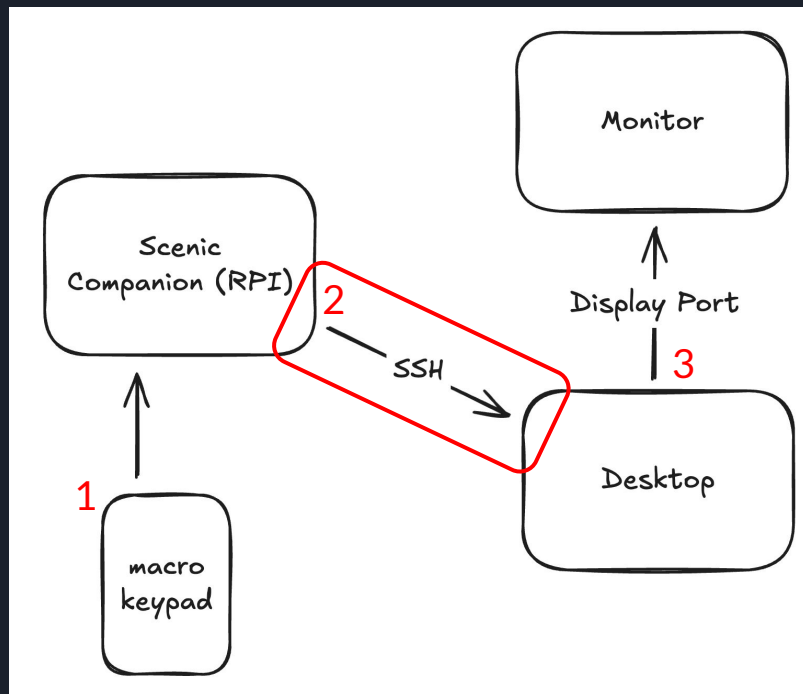 Monitor
Scenic
Companion (RPI)
2
Display Port
SSH
3
Desktop
1
macro
keypad